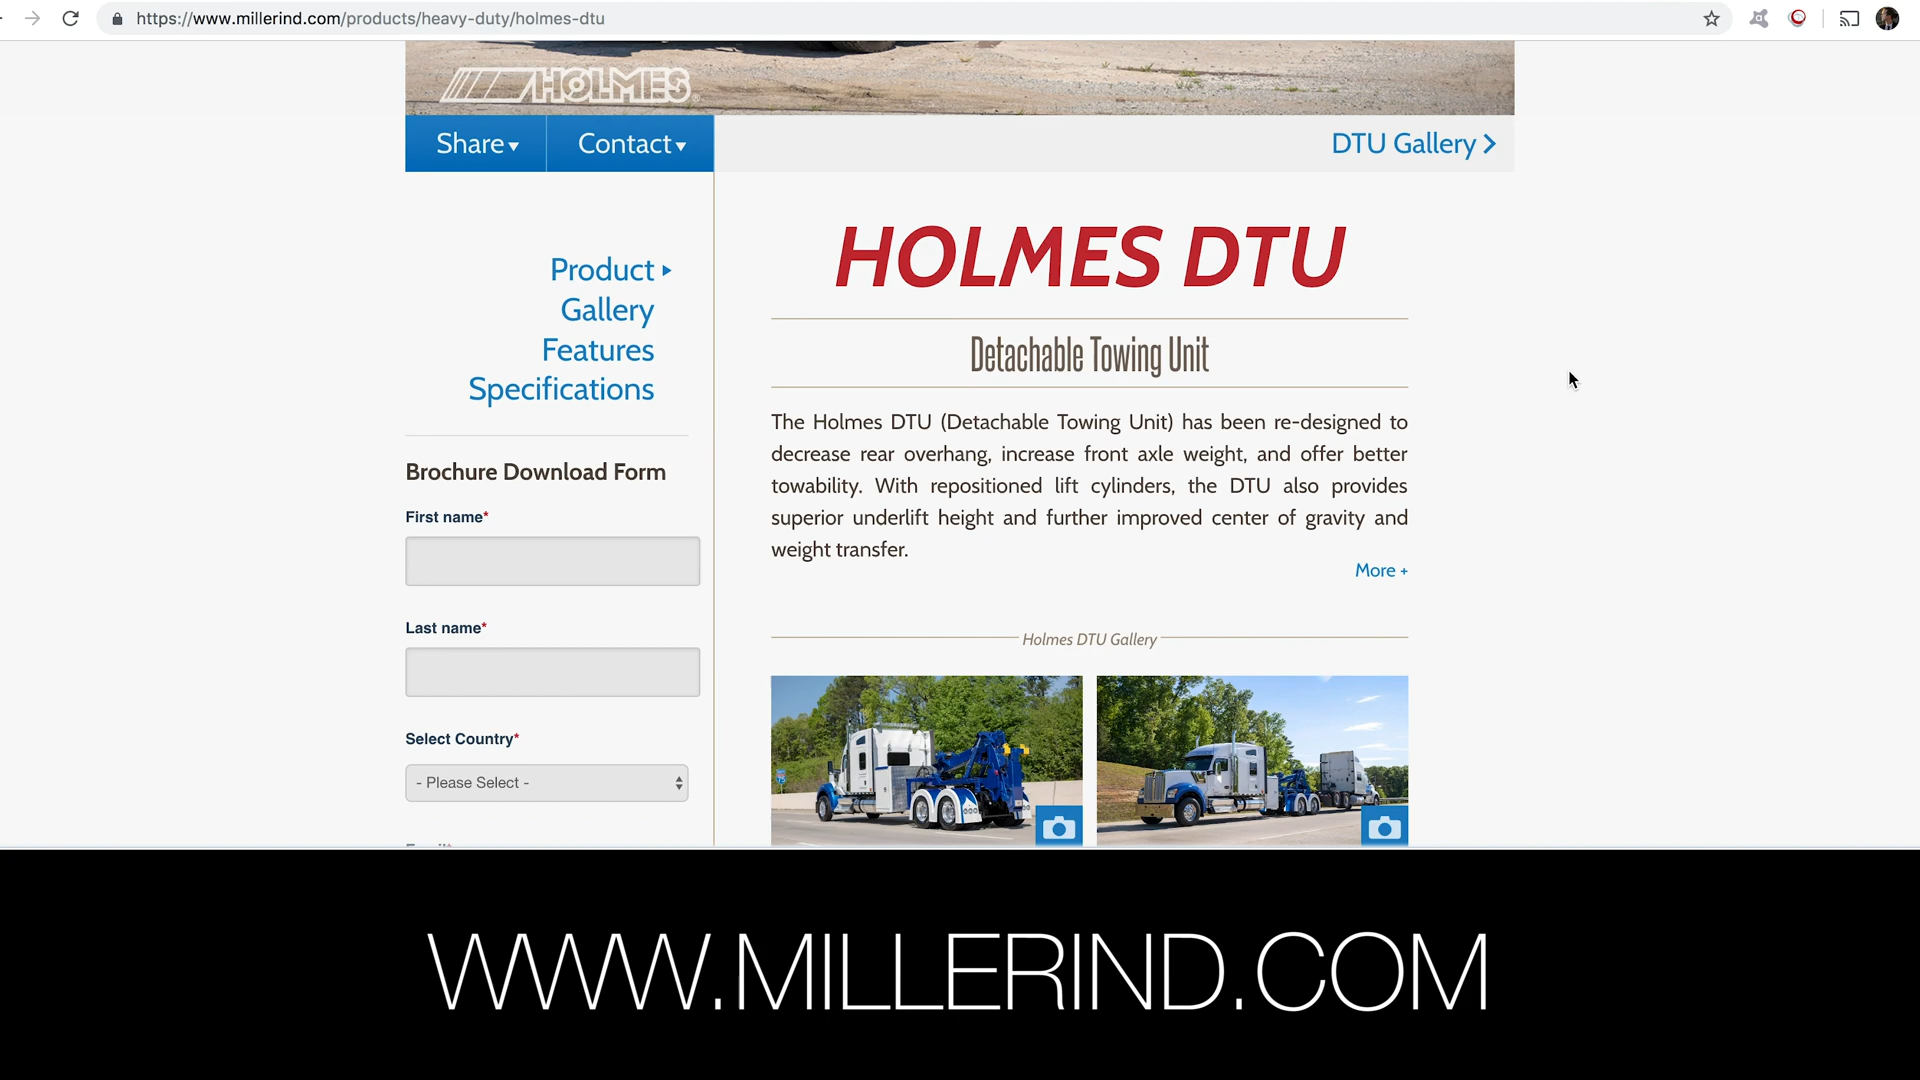 https://www.millerind.com/products/heavy-duty/holmes-dtu
HOLMES
Share
Contact
DTU Gallery
Product
Gallery
Features
Specifications
Brochure Download Form
First name*
Last name*
Select Country*
- Please Select -
HOLMES DTU
Detachable Towing Unit
The Holmes DTU (Detachable Towing Unit) has been re-designed to
decrease rear overhang, increase front axle weight, and offer better
towability. With repositioned lift cylinders, the DTU also provides
superior underlift height and further improved center of gravity and
weight transfer.
More +
Holmes DTU Gallery
WWW.MILLERIND.COM